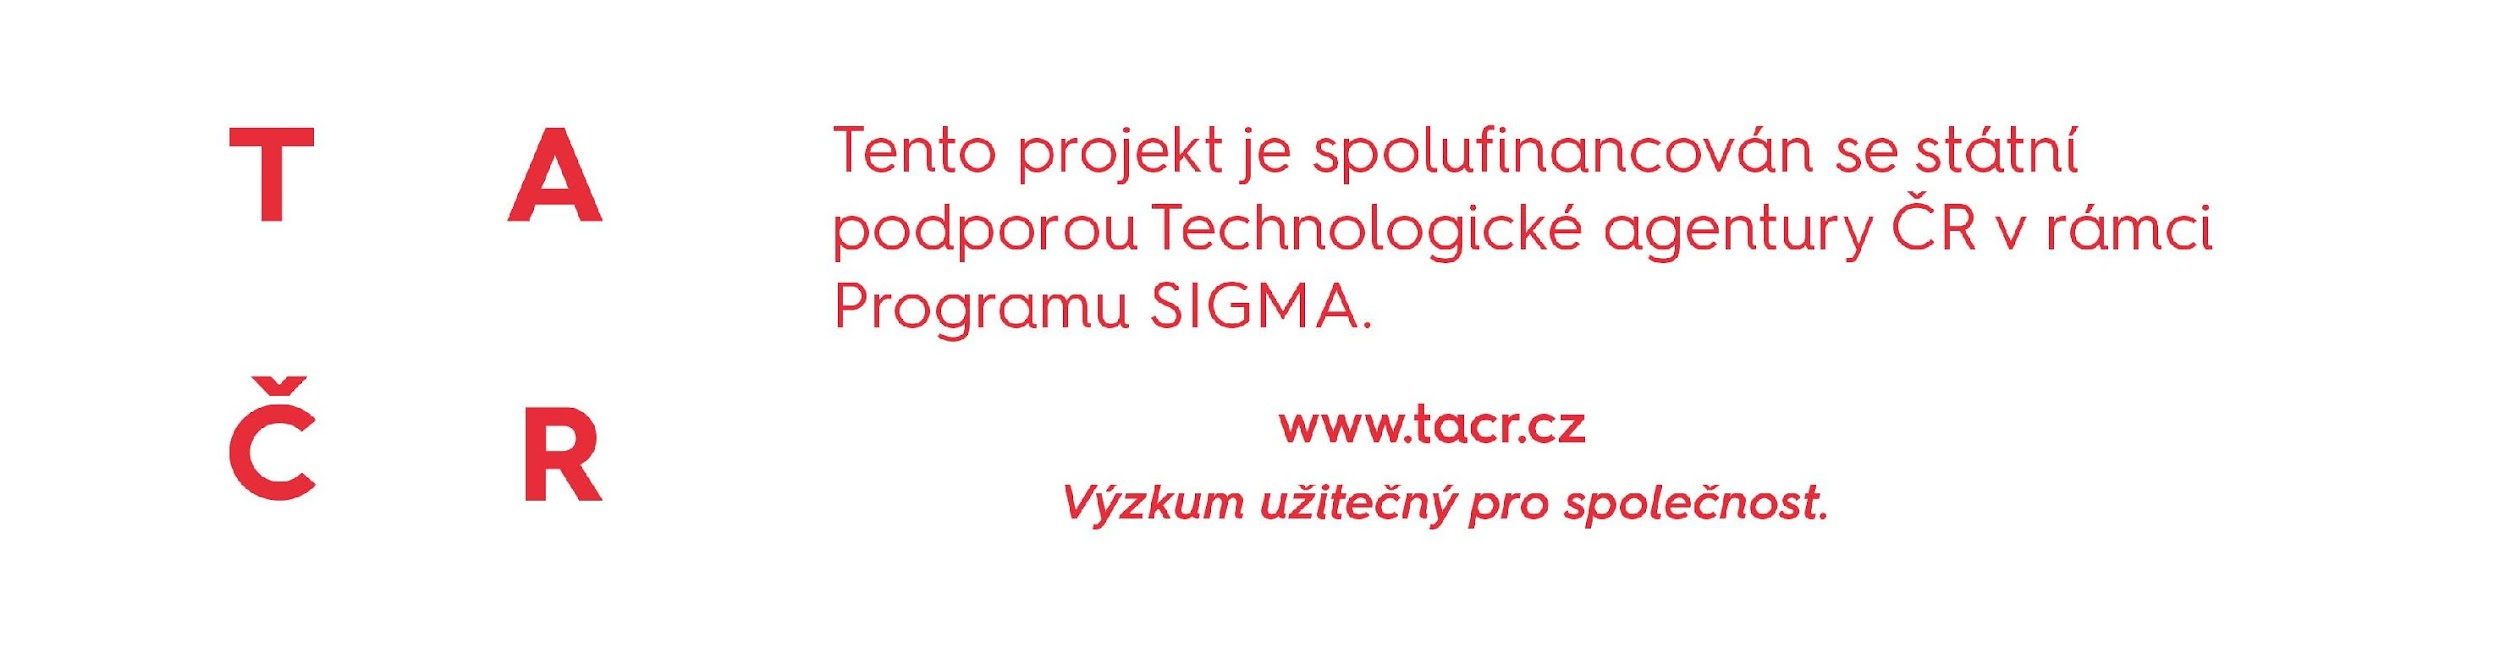 T A
Č R
Tento projekt je spolufinancován se státní
podporou Technologické agentury ČR v rámci
Programu SIGMA.
www.tacr.cz
Výzkum užitečný pro společnost.